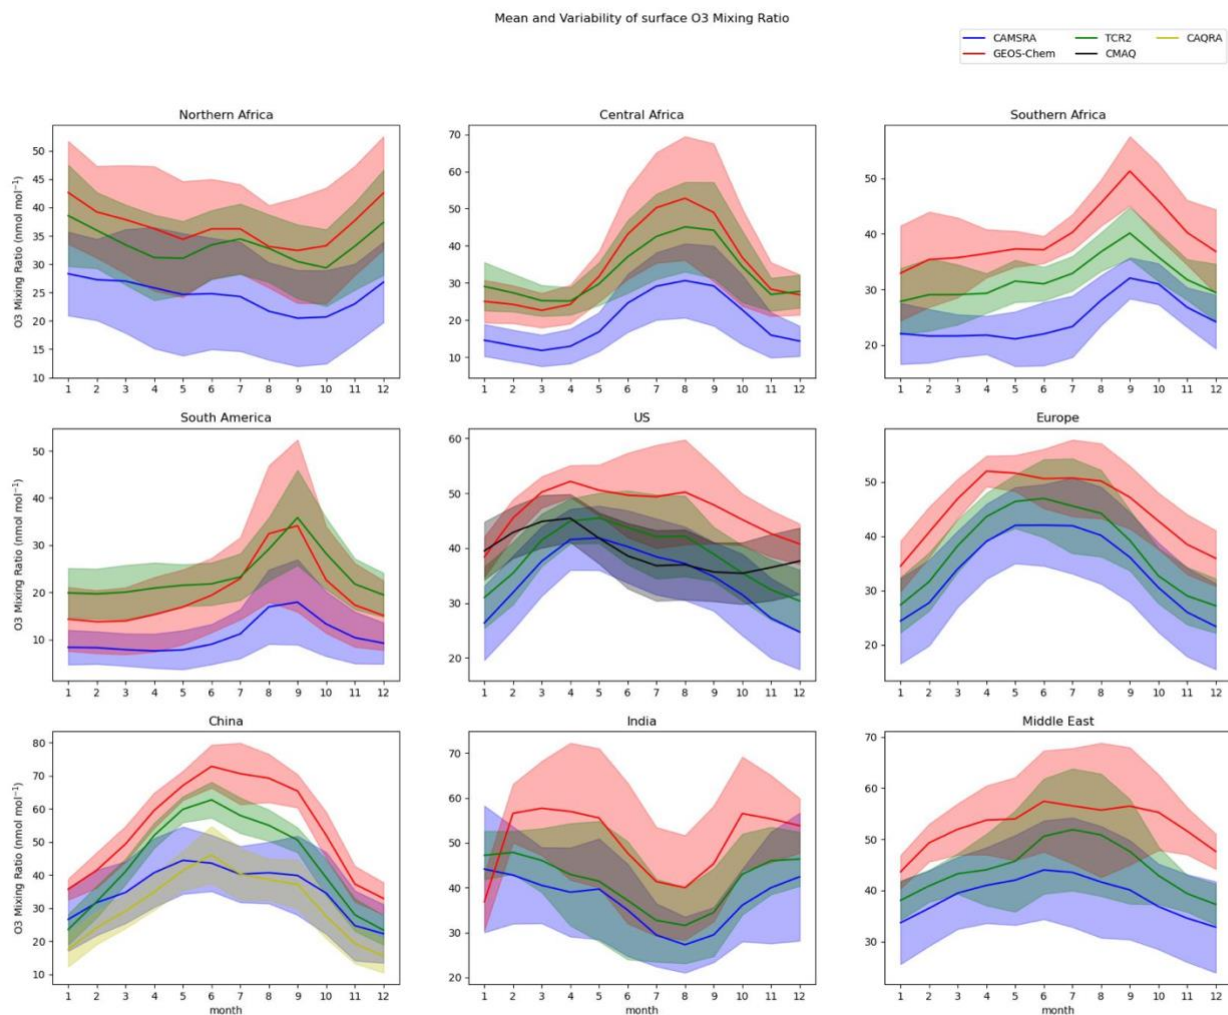 Mean and Variability of surface O3 Mixing Ratio
CAMSRA TCR2 CAQRA
GEOS-Chem CMAQ
Northern Africa Central Africa Southern Africa
O3 Mixing Ratio (nmol mol⁻¹)
50 45 40 35 30 25 20 15 10
1 2 3 4 5 6 7 8 9 10 11 12
70 60 50 40 30 20 10
1 2 3 4 5 6 7 8 9 10 11 12
50 40 30 20
1 2 3 4 5 6 7 8 9 10 11 12
South America US Europe
O3 Mixing Ratio (nmol mol⁻¹)
50 40 30 20 10
1 2 3 4 5 6 7 8 9 10 11 12
60 50 40 30 20
1 2 3 4 5 6 7 8 9 10 11 12
50 40 30 20
1 2 3 4 5 6 7 8 9 10 11 12
China India Middle East
O3 Mixing Ratio (nmol mol⁻¹)
80 70 60 50 40 30 20 10
1 2 3 4 5 6 7 8 9 10 11 12
month
70 60 50 40 30 20
1 2 3 4 5 6 7 8 9 10 11 12
month
70 60 50 40 30
1 2 3 4 5 6 7 8 9 10 11 12
month